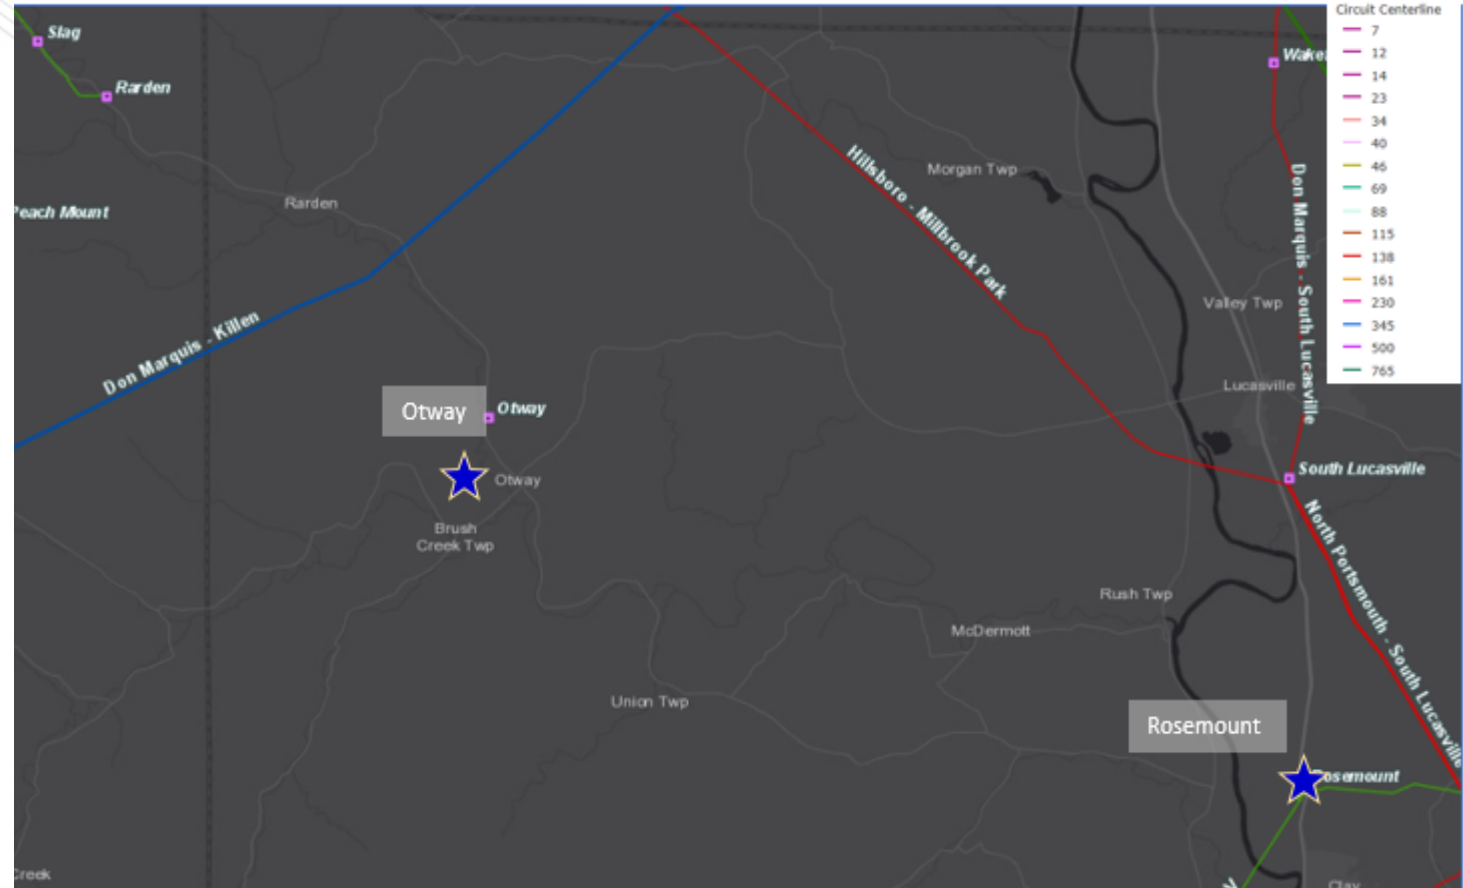 Circuit Centerline
7
12
14
23
34
40
46
69
88
115
138
161
230
345
500
765
Slag
Rarden
Rarden
Peach Mount
Don Marquis - Killen
Hillsboro - Millbrook Park
Morgan Twp
Don Marquis - South Lucasville
Valley Twp
Lucasville
Otway
Otway
Otway
Brush
Creek Twp
South Lucasville
North Portsmouth - South Lucasville
Rush Twp
McDermott
Union Twp
Rosemount
Rosemount
Creek
Clay